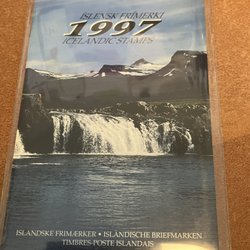 ÍSLENSK FRÍMERKI
1997
ICELANDIC STAMPS
ISLANDSKE FRIMÆRKER • ISLÄNDISCHE BRIEFMARKEN
TIMBRES-POSTE ISLANDAIS